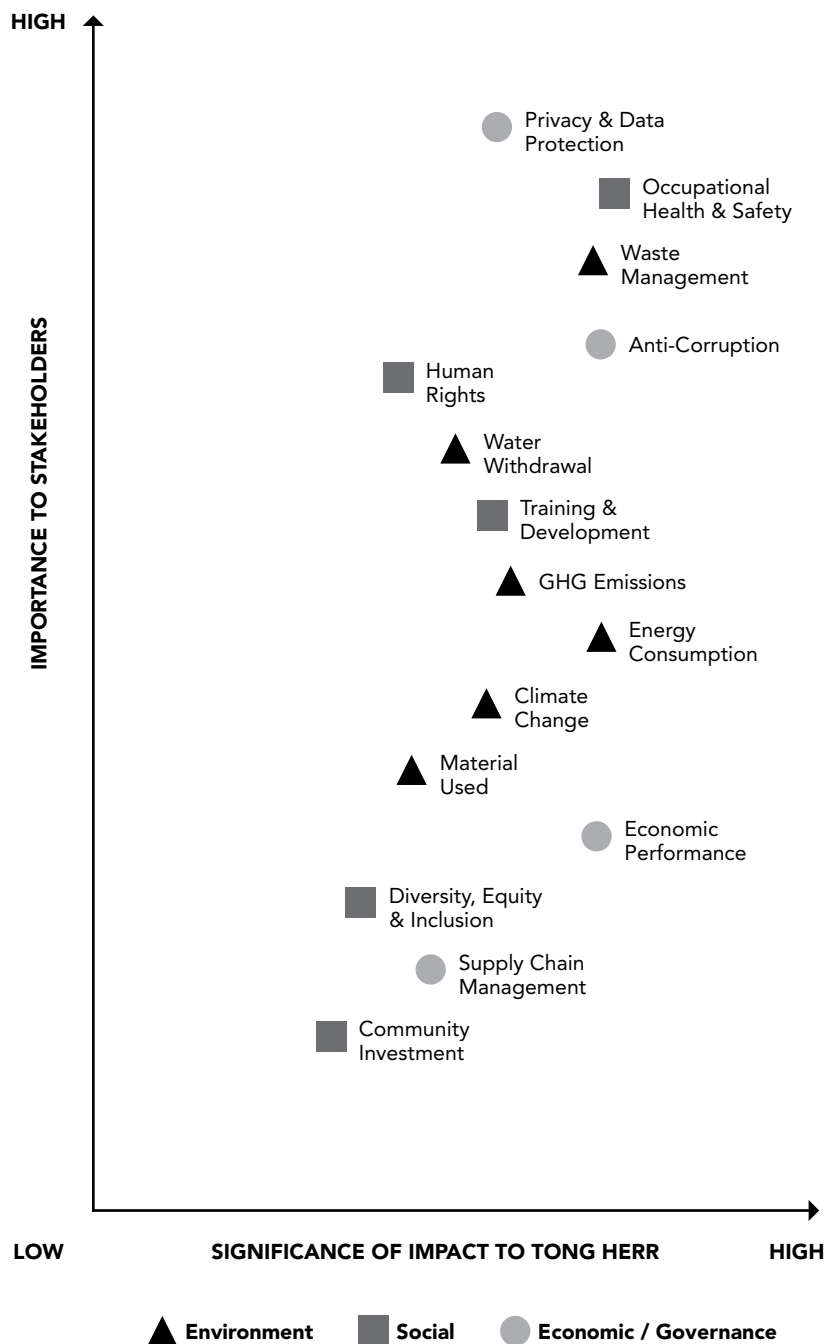 HIGH
Privacy & Data
Protection
Occupational
Health & Safety
Waste
Management
Anti-Corruption
Human
Rights
Water
Withdrawal
Training &
Development
GHG Emissions
Energy
Consumption
Climate
Change
Material
Used
Economic
Performance
Diversity, Equity
& Inclusion
Supply Chain
Management
Community
Investment
IMPORTANCE TO STAKEHOLDERS
LOW
SIGNIFICANCE OF IMPACT TO TONG HERR
HIGH
Environment
Social
Economic / Governance